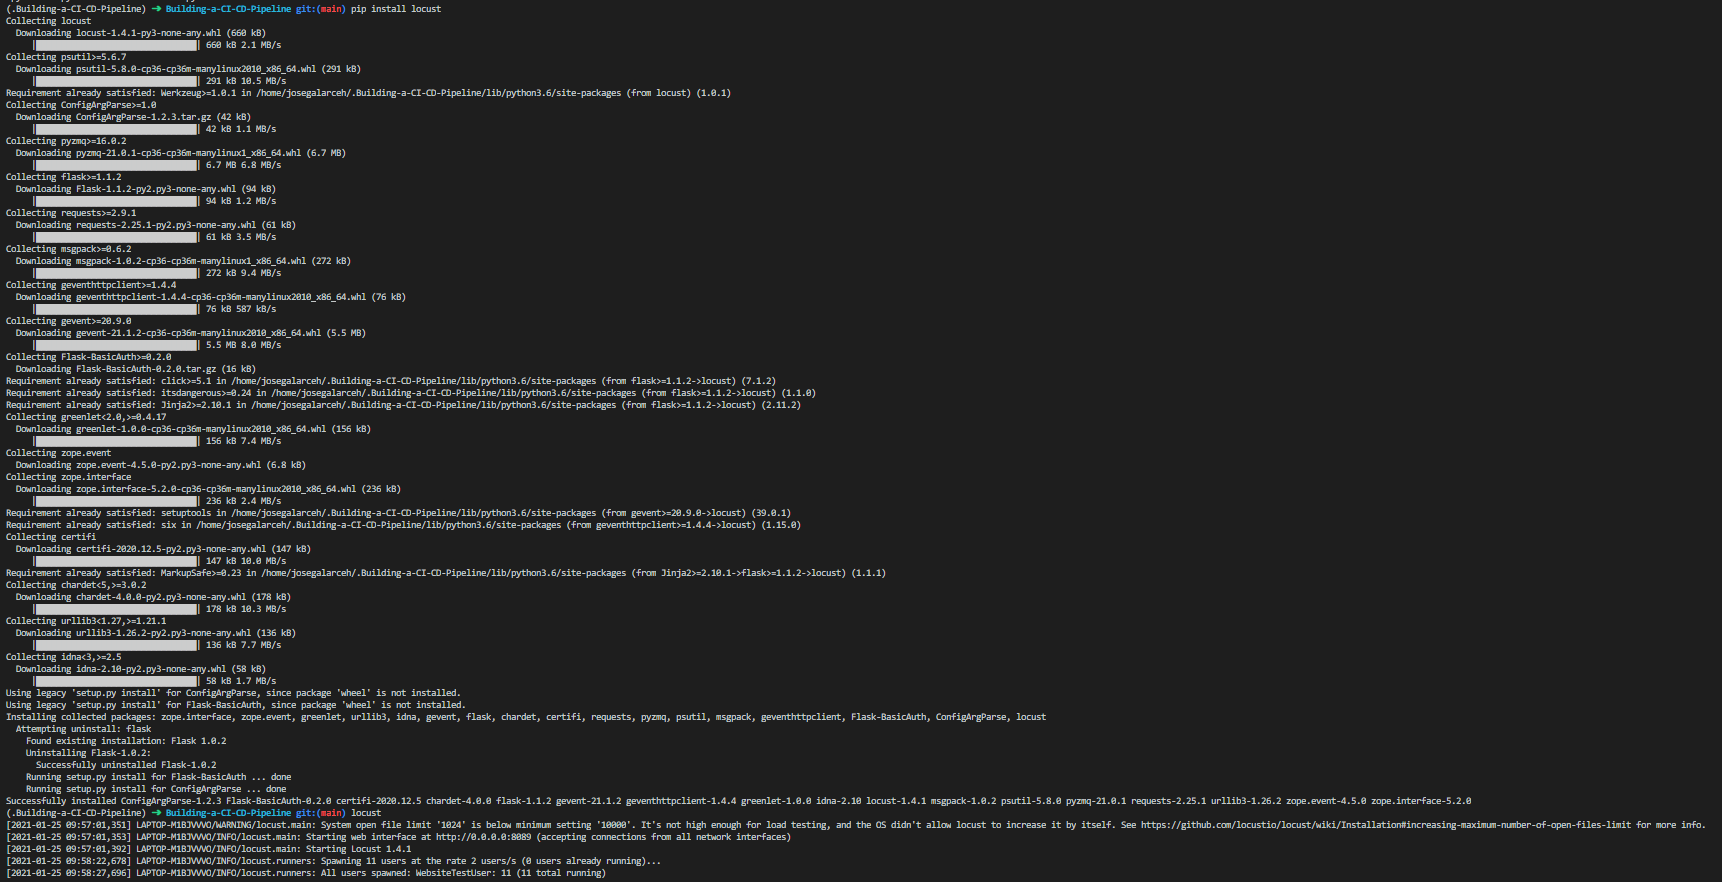 (.Building-a-CI-CD-Pipeline) ➜ Building-a-CI-CD-Pipeline git:(main) pip install locust
Collecting locust
Downloading locust-1.4.1-py3-none-any.whl (660 kB)
|████████████████████████████████| 660 kB 2.1 MB/s
Collecting psutil>=5.6.7
Downloading psutil-5.8.0-cp36-cp36m-manylinux2010_x86_64.whl (291 kB)
|████████████████████████████████| 291 kB 10.5 MB/s
Requirement already satisfied: Werkzeug>=1.0.1 in /home/josegalarceh/.Building-a-CI-CD-Pipeline/lib/python3.6/site-packages (from locust) (1.0.1)
Collecting ConfigArgParse>=1.0
Downloading ConfigArgParse-1.2.3.tar.gz (42 kB)
|████████████████████████████████| 42 kB 1.1 MB/s
Collecting pyzmq>=16.0.2
Downloading pyzmq-21.0.1-cp36-cp36m-manylinux1_x86_64.whl (6.7 MB)
|████████████████████████████████| 6.7 MB 6.8 MB/s
Collecting flask>=1.1.2
Downloading Flask-1.1.2-py2.py3-none-any.whl (94 kB)
|████████████████████████████████| 94 kB 1.2 MB/s
Collecting requests>=2.9.1
Downloading requests-2.25.1-py2.py3-none-any.whl (61 kB)
|████████████████████████████████| 61 kB 3.5 MB/s
Collecting msgpack>=0.6.2
Downloading msgpack-1.0.2-cp36-cp36m-manylinux1_x86_64.whl (272 kB)
|████████████████████████████████| 272 kB 9.4 MB/s
Collecting geventhttpclient>=1.4.4
Downloading geventhttpclient-1.4.4-cp36-cp36m-manylinux2010_x86_64.whl (76 kB)
|████████████████████████████████| 76 kB 587 kB/s
Collecting gevent>=20.9.0
Downloading gevent-21.1.2-cp36-cp36m-manylinux2010_x86_64.whl (5.5 MB)
|████████████████████████████████| 5.5 MB 8.0 MB/s
Collecting Flask-BasicAuth>=0.2.0
Downloading Flask-BasicAuth-0.2.0.tar.gz (16 kB)
Requirement already satisfied: click>=5.1 in /home/josegalarceh/.Building-a-CI-CD-Pipeline/lib/python3.6/site-packages (from flask>=1.1.2->locust) (7.1.2)
Requirement already satisfied: itsdangerous>=0.24 in /home/josegalarceh/.Building-a-CI-CD-Pipeline/lib/python3.6/site-packages (from flask>=1.1.2->locust) (1.1.0)
Requirement already satisfied: Jinja2>=2.10.1 in /home/josegalarceh/.Building-a-CI-CD-Pipeline/lib/python3.6/site-packages (from flask>=1.1.2->locust) (2.11.2)
Collecting greenlet<2.0,>=0.4.17
Downloading greenlet-1.0.0-cp36-cp36m-manylinux2010_x86_64.whl (156 kB)
|████████████████████████████████| 156 kB 7.4 MB/s
Collecting zope.event
Downloading zope.event-4.5.0-py2.py3-none-any.whl (6.8 kB)
Collecting zope.interface
Downloading zope.interface-5.2.0-cp36-cp36m-manylinux2010_x86_64.whl (236 kB)
|████████████████████████████████| 236 kB 2.4 MB/s
Requirement already satisfied: setuptools in /home/josegalarceh/.Building-a-CI-CD-Pipeline/lib/python3.6/site-packages (from gevent>=20.9.0->locust) (39.0.1)
Requirement already satisfied: six in /home/josegalarceh/.Building-a-CI-CD-Pipeline/lib/python3.6/site-packages (from geventhttpclient>=1.4.4->locust) (1.15.0)
Collecting certifi
Downloading certifi-2020.12.5-py2.py3-none-any.whl (147 kB)
|████████████████████████████████| 147 kB 10.0 MB/s
Requirement already satisfied: MarkupSafe>=0.23 in /home/josegalarceh/.Building-a-CI-CD-Pipeline/lib/python3.6/site-packages (from Jinja2>=2.10.1->flask>=1.1.2->locust) (1.1.1)
Collecting chardet<5,>=3.0.2
Downloading chardet-4.0.0-py2.py3-none-any.whl (178 kB)
|████████████████████████████████| 178 kB 10.3 MB/s
Collecting urllib3<1.27,>=1.21.1
Downloading urllib3-1.26.2-py2.py3-none-any.whl (136 kB)
|████████████████████████████████| 136 kB 7.7 MB/s
Collecting idna<3,>=2.5
Downloading idna-2.10-py2.py3-none-any.whl (58 kB)
|████████████████████████████████| 58 kB 1.7 MB/s
Using legacy 'setup.py install' for ConfigArgParse, since package 'wheel' is not installed.
Using legacy 'setup.py install' for Flask-BasicAuth, since package 'wheel' is not installed.
Installing collected packages: zope.interface, zope.event, greenlet, urllib3, idna, gevent, flask, chardet, certifi, requests, pyzmq, psutil, msgpack, geventhttpclient, Flask-BasicAuth, ConfigArgParse, locust
Attempting uninstall: flask
Found existing installation: Flask 1.0.2
Uninstalling Flask-1.0.2:
Successfully uninstalled Flask-1.0.2
Running setup.py install for Flask-BasicAuth ... done
Running setup.py install for ConfigArgParse ... done
Successfully installed ConfigArgParse-1.2.3 Flask-BasicAuth-0.2.0 certifi-2020.12.5 chardet-4.0.0 flask-1.1.2 gevent-21.1.2 geventhttpclient-1.4.4 greenlet-1.0.0 idna-2.10 locust-1.4.1 msgpack-1.0.2 psutil-5.8.0 pyzmq-21.0.1 requests-2.25.1 urllib3-1.26.2 zope.event-4.5.0 zope.interface-5.2.0
(.Building-a-CI-CD-Pipeline) ➜ Building-a-CI-CD-Pipeline git:(main) locust
[2021-01-25 09:57:01,351] LAPTOP-M1BJVVVO/WARNING/locust.main: System open file limit '1024' is below minimum setting '10000'. It's not high enough for load testing, and the OS didn't allow locust to increase it by itself. See https://github.com/locustio/locust/wiki/Installation#increasing-maximum-number-of-open-files-limit for more info.
[2021-01-25 09:57:01,353] LAPTOP-M1BJVVVO/INFO/locust.main: Starting web interface at http://0.0.0.0:8089 (accepting connections from all network interfaces)
[2021-01-25 09:57:01,392] LAPTOP-M1BJVVVO/INFO/locust.main: Starting Locust 1.4.1
[2021-01-25 09:58:22,678] LAPTOP-M1BJVVVO/INFO/locust.runners: Spawning 11 users at the rate 2 users/s (0 users already running)...
[2021-01-25 09:58:27,696] LAPTOP-M1BJVVVO/INFO/locust.runners: All users spawned: WebsiteTestUser: 11 (11 total running)